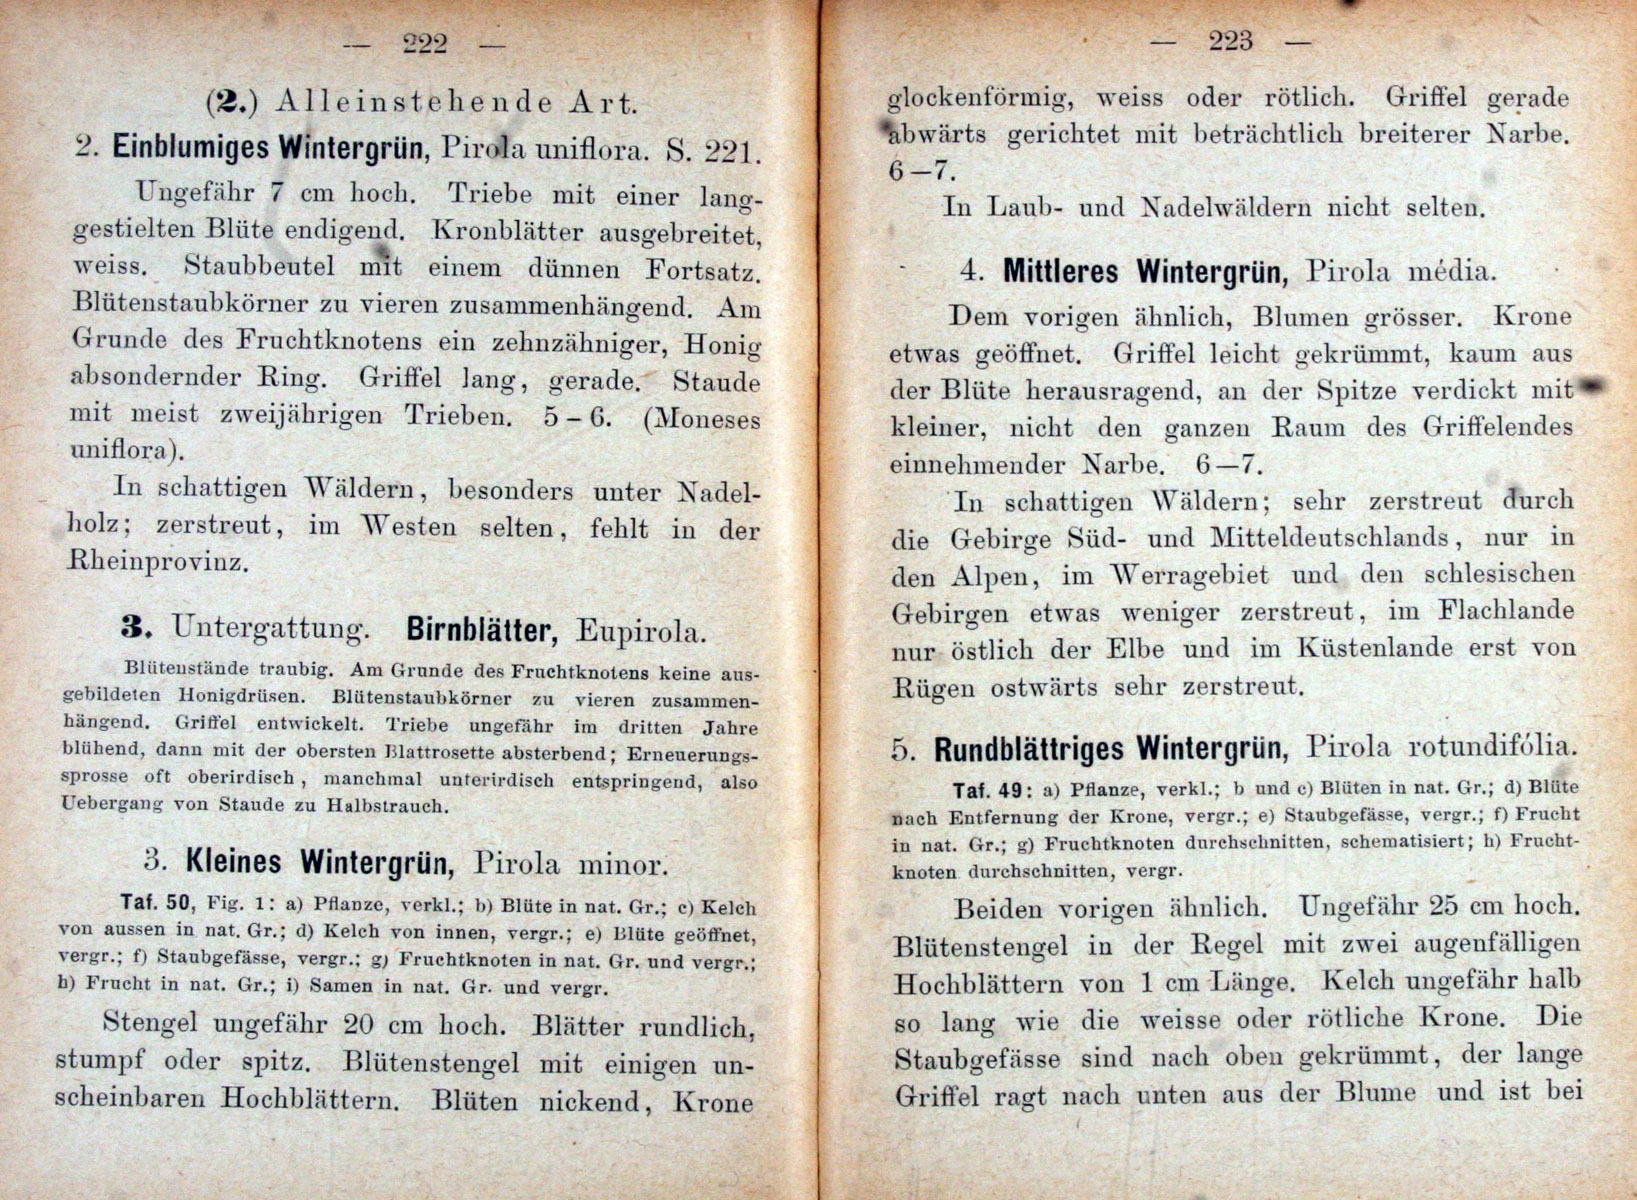 — 222 —
(2.) Alleinstehende Art.
2. Einblumiges Wintergrün, Pirola uniflora. S. 221.
Ungefähr 7 cm hoch. Triebe mit einer lang-
gestielten Blüte endigend. Kronblätter ausgebreitet,
weiss. Staubbeutel mit einem dünnen Fortsatz.
Blütenstaubkörner zu vieren zusammenhängend. Am
Grunde des Fruchtknotens ein zehnzähniger, Honig
absondernder Ring. Griffel lang, gerade. Staude
mit meist zweijährigen Trieben. 5–6. (Moneses
uniflora).
In schattigen Wäldern, besonders unter Nadel-
holz; zerstreut, im Westen selten, fehlt in der
Rheinprovinz.
3. Untergattung. Birnblätter, Eupirola.
Blütenstände traubig. Am Grunde des Fruchtknotens keine aus-
gebildeten Honigdrüsen. Blütenstaubkörner zu vieren zusammen-
hängend. Griffel entwickelt. Triebe ungefähr im dritten Jahre
blühend, dann mit der obersten Blattrosette absterbend; Erneuerungs-
sprosse oft oberirdisch, manchmal unterirdisch entspringend, also
Uebergang von Staude zu Halbstrauch.
3. Kleines Wintergrün, Pirola minor.
Taf. 50, Fig. 1: a) Pflanze, verkl.; b) Blüte in nat. Gr.; c) Kelch
von aussen in nat. Gr.; d) Kelch von innen, vergr.; e) Blüte geöffnet,
vergr.; f) Staubgefässe, vergr.; g) Fruchtknoten in nat. Gr. und vergr.;
h) Frucht in nat. Gr.; i) Samen in nat. Gr. und vergr.
Stengel ungefähr 20 cm hoch. Blätter rundlich,
stumpf oder spitz. Blütenstengel mit einigen un-
scheinbaren Hochblättern. Blüten nickend, Krone
— 223 —
glockenförmig, weiss oder rötlich. Griffel gerade
abwärts gerichtet mit beträchtlich breiterer Narbe.
6—7.
In Laub- und Nadelwäldern nicht selten.
4. Mittleres Wintergrün, Pirola média.
Dem vorigen ähnlich, Blumen grösser. Krone
etwas geöffnet. Griffel leicht gekrümmt, kaum aus
der Blüte herausragend, an der Spitze verdickt mit
kleiner, nicht den ganzen Raum des Griffelendes
einnehmender Narbe. 6—7.
In schattigen Wäldern; sehr zerstreut durch
die Gebirge Süd- und Mitteldeutschlands, nur in
den Alpen, im Werragebiet und den schlesischen
Gebirgen etwas weniger zerstreut, im Flachlande
nur östlich der Elbe und im Küstenlande erst von
Rügen ostwärts sehr zerstreut.
5. Rundblättriges Wintergrün, Pirola rotundifólia.
Taf. 49: a) Pflanze, verkl.; b und c) Blüten in nat. Gr.; d) Blüte
nach Entfernung der Krone, vergr.; e) Staubgefässe, vergr.; f) Frucht
in nat. Gr.; g) Fruchtknoten durchschnitten, schematisiert; h) Frucht-
knoten durchschnitten, vergr.
Beiden vorigen ähnlich. Ungefähr 25 cm hoch.
Blütenstengel in der Regel mit zwei augenfälligen
Hochblättern von 1 cm Länge. Kelch ungefähr halb
so lang wie die weisse oder rötliche Krone. Die
Staubgefässe sind nach oben gekrümmt, der lange
Griffel ragt nach unten aus der Blume und ist bei